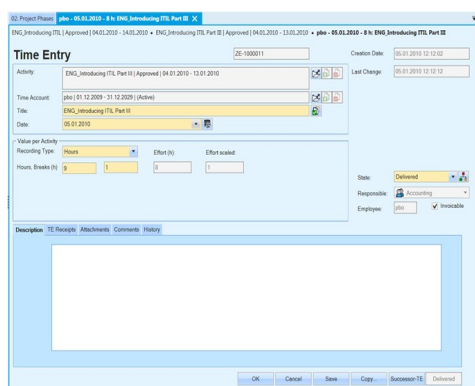 02. Project Phases pbo - 05.01.2010 - 8 h: ENG_Introducing ITIL Part III X
ENG_Introducing ITIL | Approved | 04.01.2010 - 14.01.2010 • ENG_Introducing ITIL Part III | Approved | 04.01.2010 - 13.01.2010 • pbo - 05.01.2010 - 8 h: ENG_Introducing ITIL Part III
Time Entry ZE-1000011 Creation Date: 05.01.2010 12:12:02
Activity: ENG_Introducing ITIL Part III | Approved | 04.01.2010 - 13.01.2010 Last Change: 05.01.2010 12:12:12
Time Account: pbo | 01.12.2009 - 31.12.2029 | (Active)
Title: ENG_Introducing ITIL Part III
Date: 05.01.2010
Value per Activity
Recording Type: Hours Effort (h) Effort scaled:
Hours, Breaks (h) 9 1 8 1
State: Delivered
Responsible: Accounting
Employee: pbo Invoicable
Description TE Receipts Attachments Comments History
OK Cancel Save Copy... Successor-TE Delivered